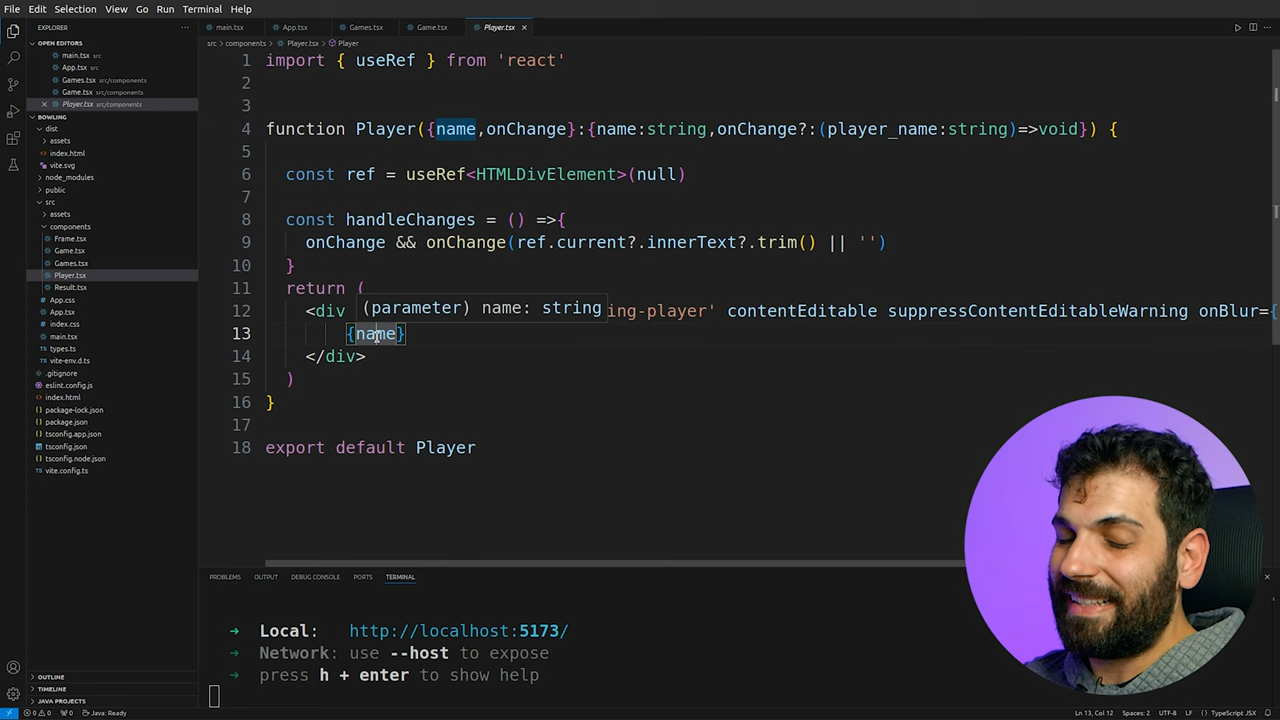 File Edit Selection View Go Run Terminal Help
EXPLORER ···
OPEN EDITORS
main.tsx src
App.tsx src
Games.tsx src/components
Game.tsx src/components
× Player.tsx src/components
BOWLING
dist
assets
index.html
vite.svg
node_modules
public
src
assets
components
Frame.tsx
Game.tsx
Games.tsx
Player.tsx
Result.tsx
App.css
App.tsx
index.css
main.tsx
types.ts
vite-env.d.ts
.gitignore
eslint.config.js
index.html
package-lock.json
package.json
tsconfig.app.json
tsconfig.json
tsconfig.node.json
vite.config.ts
OUTLINE
TIMELINE
JAVA PROJECTS
main.tsx App.tsx Games.tsx Game.tsx Player.tsx ×
src > components > Player.tsx > Player
1 import { useRef } from 'react'
2
3
4 function Player({name,onChange}:{name:string,onChange?:(player_name:string)=>void}) {
5
6 const ref = useRef<HTMLDivElement>(null)
7
8 const handleChanges = () =>{
9 onChange && onChange(ref.current?.innerText?.trim() || '')
10 }
11 return (
(parameter) name: string
12 <div ing-player' contentEditable suppressContentEditableWarning onBlur={
13 {name}
14 </div>
15 )
16 }
17
18 export default Player
PROBLEMS OUTPUT DEBUG CONSOLE PORTS TERMINAL
➜ Local: http://localhost:5173/
➜ Network: use --host to expose
➜ press h + enter to show help
0 0 0 Java: Ready
Ln 13, Col 12 Spaces: 2 UTF-8 LF TypeScript JSX